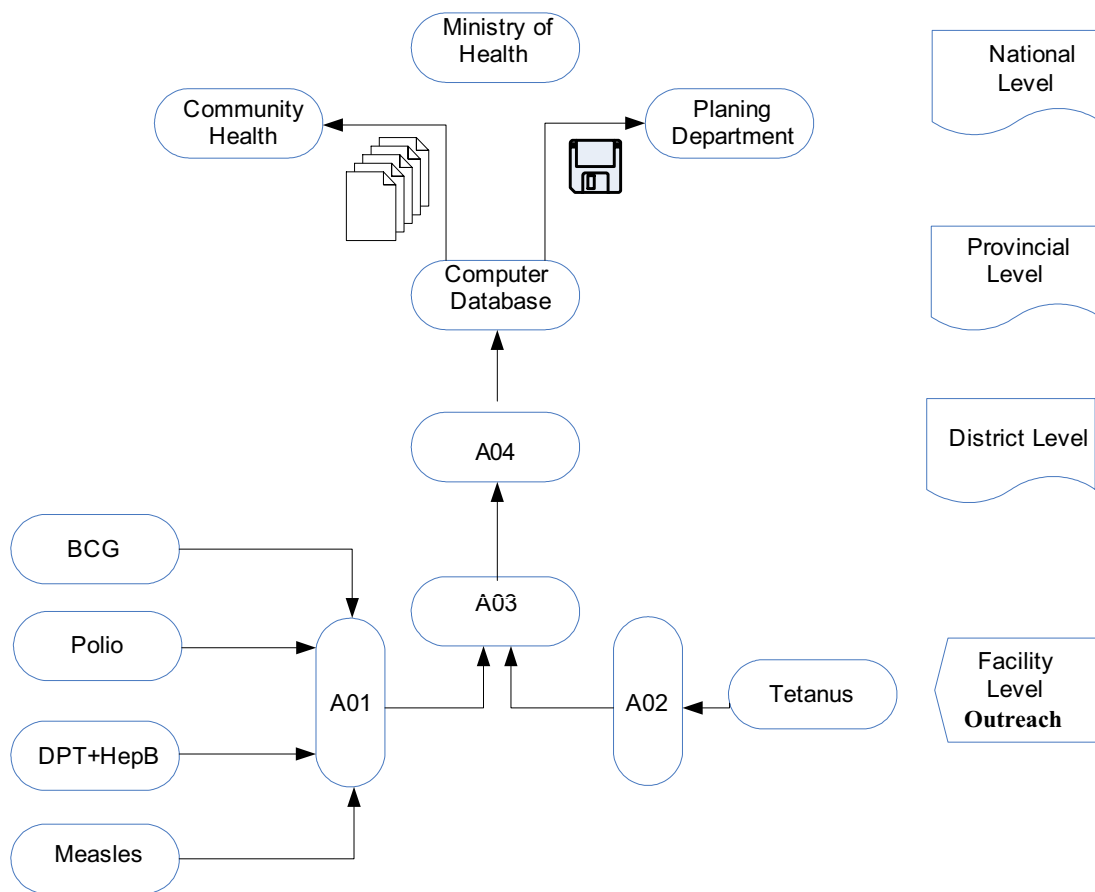 Ministry of
Health
National
Level
Community
Health
Planing
Department
Provincial
Level
Computer
Database
District Level
A04
BCG
A03
Polio
Facility
Level
Outreach
A01
A02
Tetanus
DPT+HepB
Measles